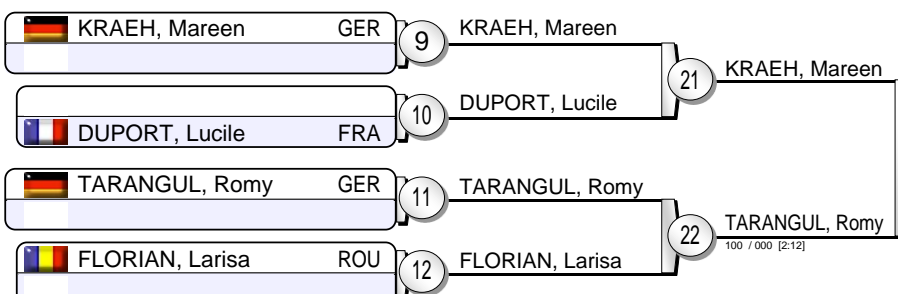 KRAEH, Mareen GER
9
KRAEH, Mareen
21
KRAEH, Mareen
10
DUPORT, Lucile
DUPORT, Lucile FRA
TARANGUL, Romy GER
11
TARANGUL, Romy
22
TARANGUL, Romy
100 / 000 [2:12]
FLORIAN, Larisa ROU
12
FLORIAN, Larisa